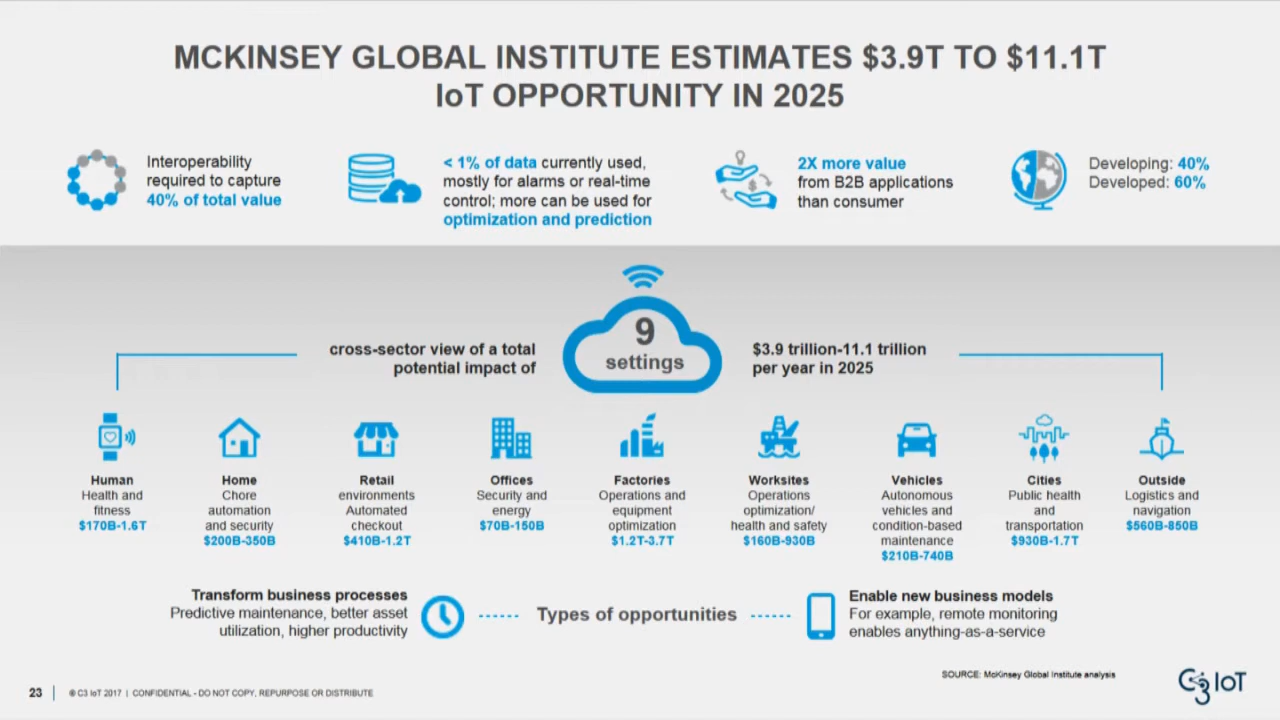 MCKINSEY GLOBAL INSTITUTE ESTIMATES $3.9T TO $11.1T
IoT OPPORTUNITY IN 2025
Interoperability
required to capture
40% of total value
< 1% of data currently used,
mostly for alarms or real-time
control; more can be used for
optimization and prediction
2X more value
from B2B applications
than consumer
Developing: 40%
Developed: 60%
cross-sector view of a total
potential impact of
9
settings
$3.9 trillion-11.1 trillion
per year in 2025
Human
Health and
fitness
$170B-1.6T
Home
Chore
automation
and security
$200B-350B
Retail
environments
Automated
checkout
$410B-1.2T
Offices
Security and
energy
$70B-150B
Factories
Operations and
equipment
optimization
$1.2T-3.7T
Worksites
Operations
optimization/
health and safety
$160B-930B
Vehicles
Autonomous
vehicles and
condition-based
maintenance
$210B-740B
Cities
Public health
and
transportation
$930B-1.7T
Outside
Logistics and
navigation
$560B-850B
Transform business processes
Predictive maintenance, better asset
utilization, higher productivity
Types of opportunities
Enable new business models
For example, remote monitoring
enables anything-as-a-service
SOURCE: McKinsey Global Institute analysis
23 | © C3 IoT 2017 | CONFIDENTIAL - DO NOT COPY, REPURPOSE OR DISTRIBUTE
C3 IoT